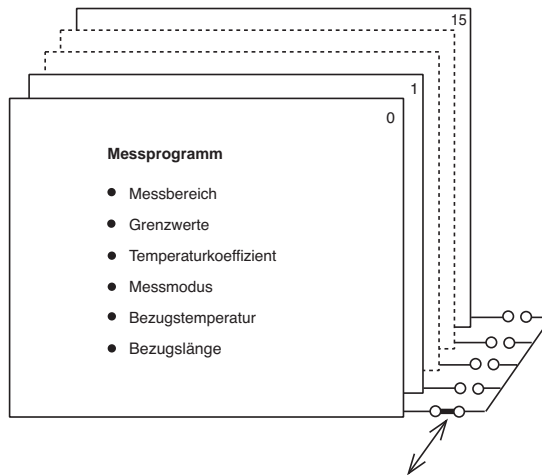 15
1
0
Messprogramm
● Messbereich
● Grenzwerte
● Temperaturkoeffizient
● Messmodus
● Bezugstemperatur
● Bezugslänge